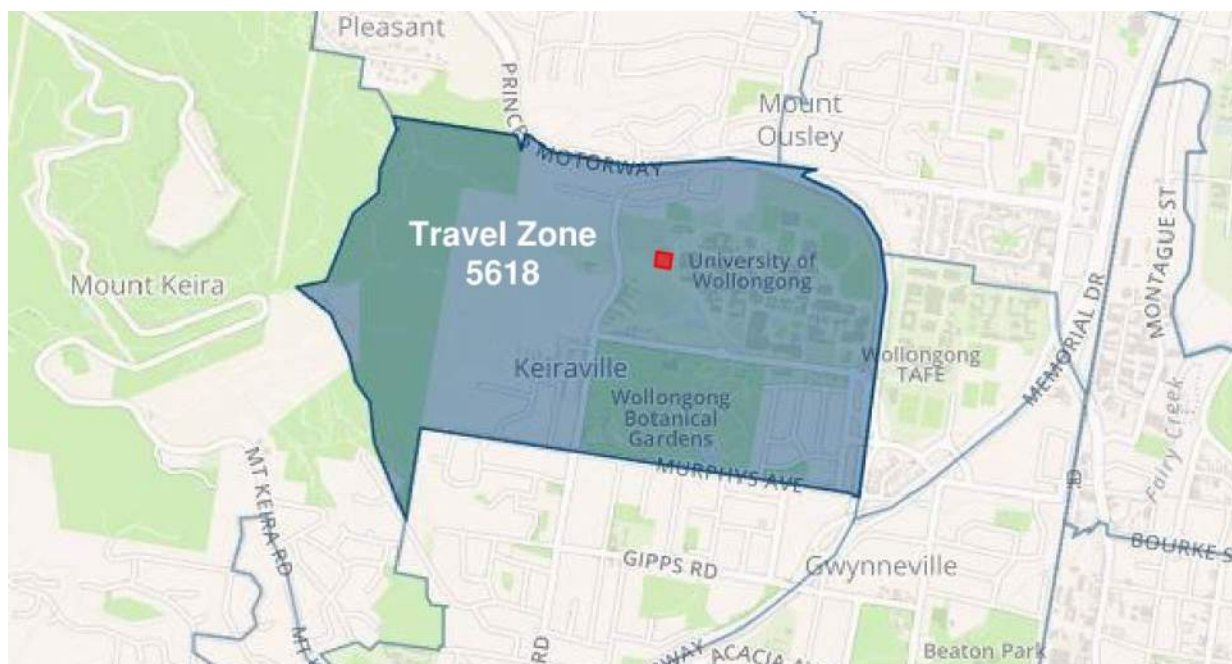 Pleasant
PRINCES MOTORWAY
Mount
Ousley
Travel Zone
5618
University of
Wollongong
Mount Keira
MONTAGUE ST
MEMORIAL DR
Keiraville
Wollongong
TAFE
Wollongong
Botanical
Gardens
Fairy Creek
MURPHYS AVE
MT KEIRA RD
GIPPS RD
Gwynneville
BOURKE S
RD
ACACIA A
Beaton Park